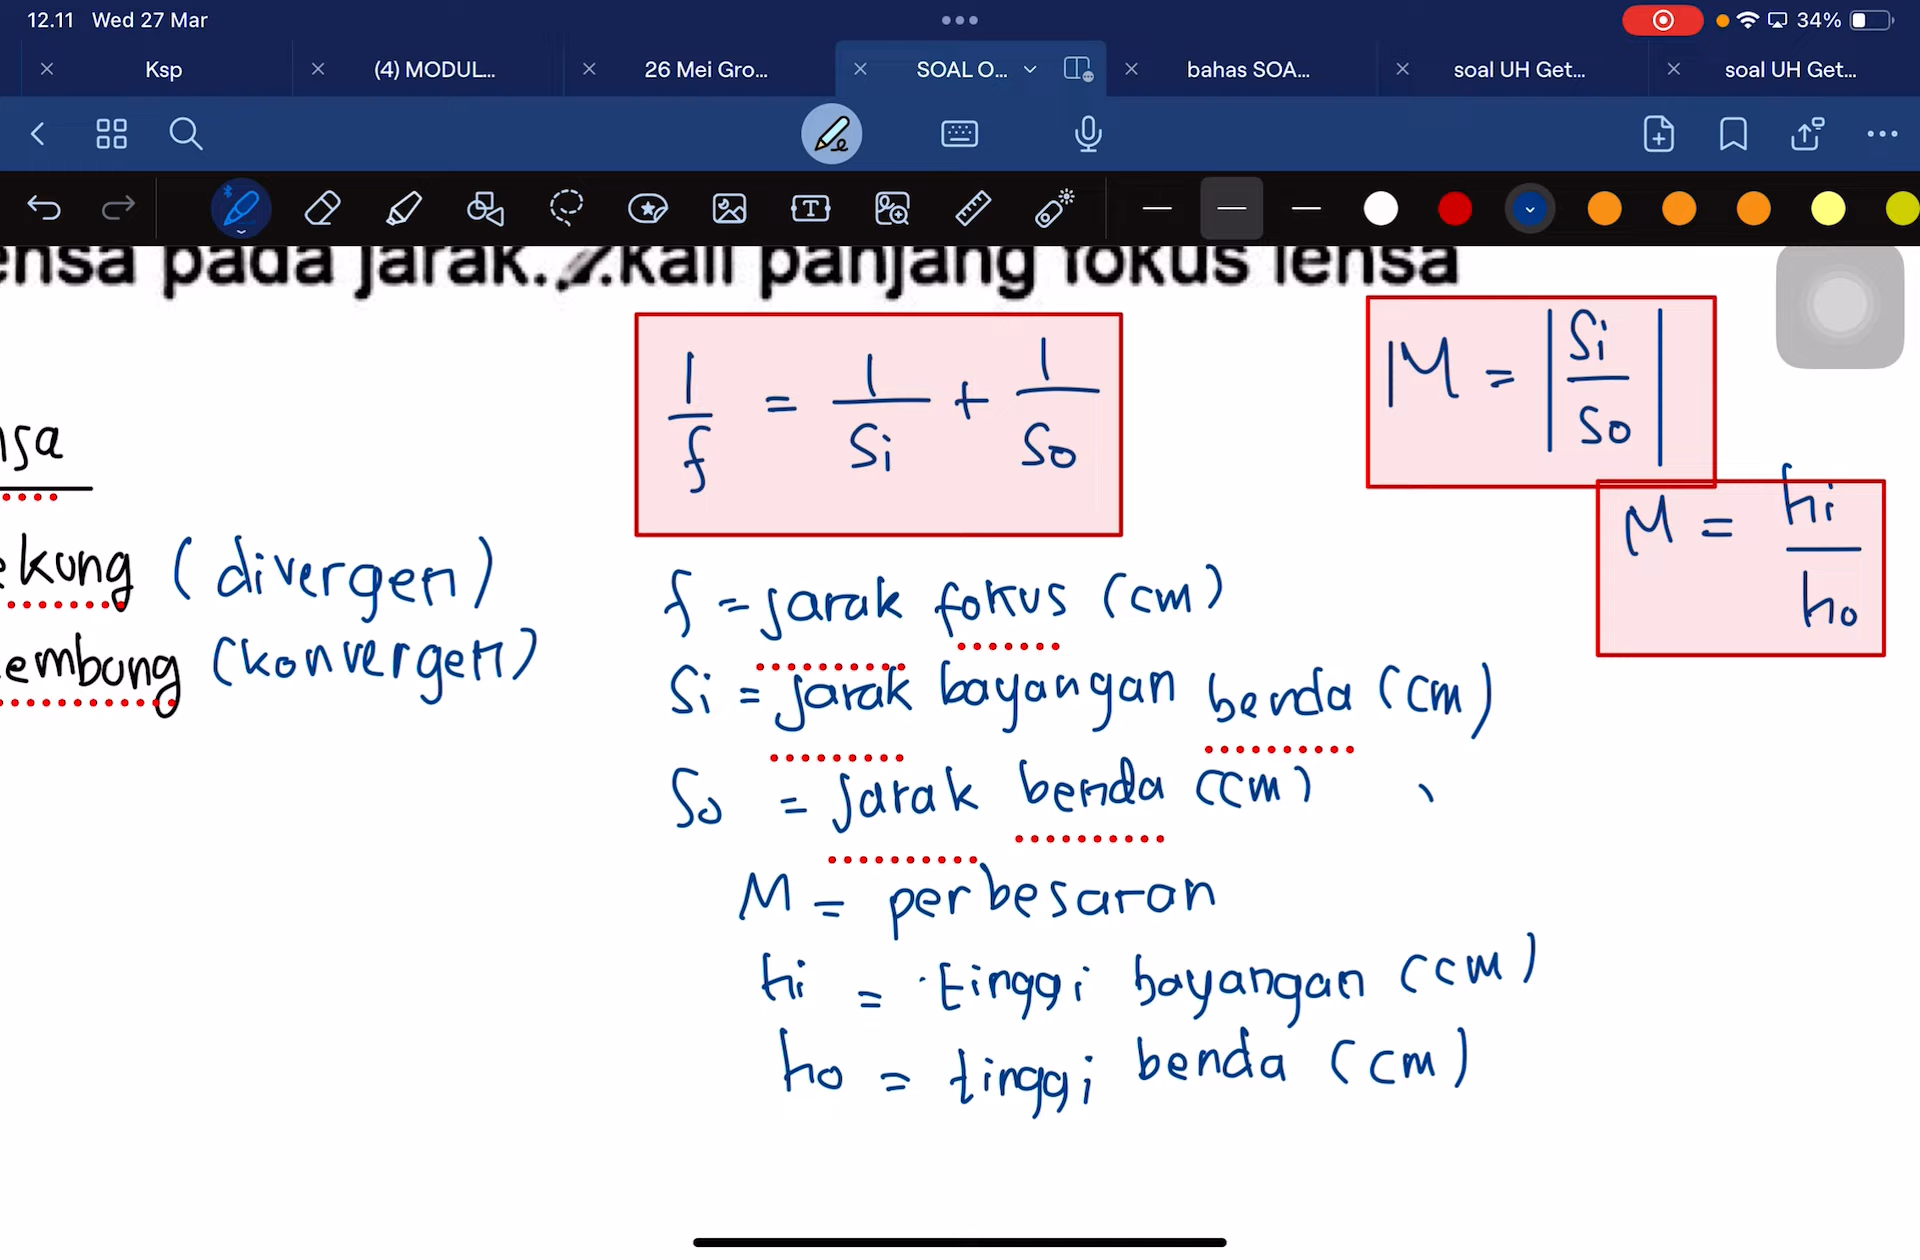 12.11 Wed 27 Mar
34%
Ksp
(4) MODUL...
26 Mei Gro...
SOAL O...
bahas SOA...
soal UH Get...
soal UH Get...
ensa pada jarak...kali panjang fokus lensa
1/f = 1/Si + 1/So
M = |Si/So|
M = hi/ho
nsa
ekung (divergen)
embung (konvergen)
f = jarak fokus (cm)
Si = jarak bayangan benda (cm)
So = jarak benda (cm)
M = perbesaran
hi = tinggi bayangan (cm)
ho = tinggi benda (cm)